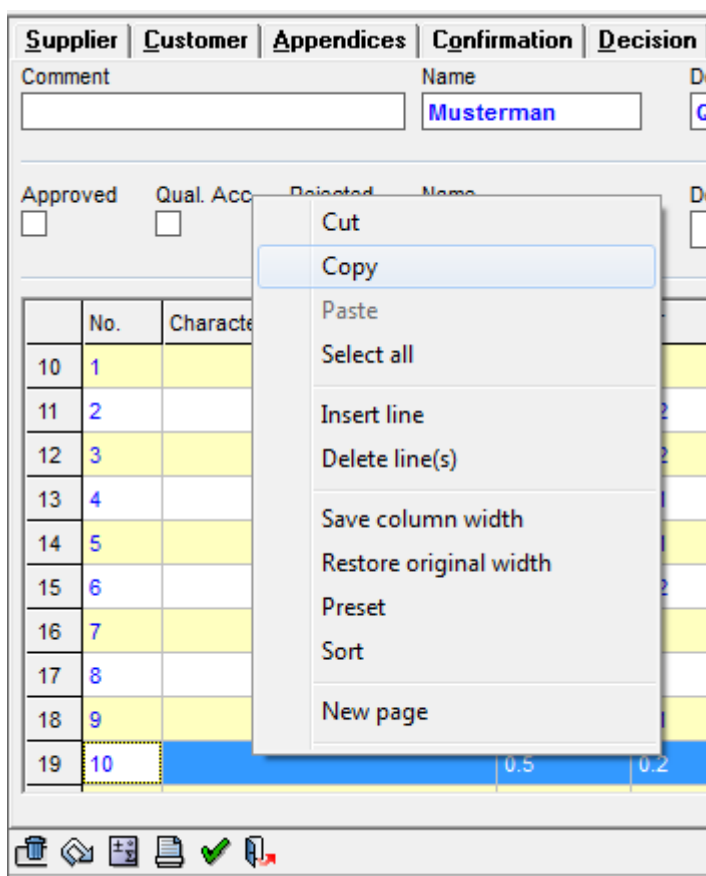 Supplier Customer Appendices Confirmation Decision
Comment Name
Musterman
Approved Qual. Acc Rejected Name
Cut
Copy
Paste
Select all
Insert line
Delete line(s)
Save column width
Restore original width
Preset
Sort
New page
No.
10 1
11 2
12 3
13 4
14 5
15 6
16 7
17 8
18 9
19 10 0.5 0.2